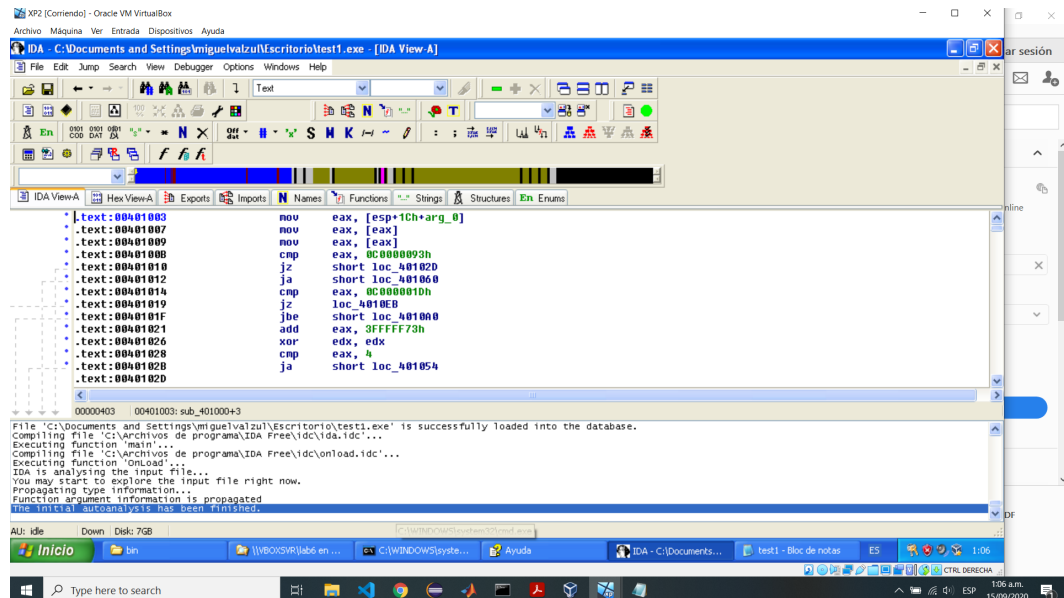 XP2 [Corriendo] - Oracle VM VirtualBox
Archivo Máquina Ver Entrada Dispositivos Ayuda
IDA - C:\Documents and Settings\miguelvalzul\Escritorio\test1.exe - [IDA View-A]
ar sesión
File Edit Jump Search View Debugger Options Windows Help
Text
En
Off
S M K
IDA View-A Hex View-A Exports Imports N Names Functions Strings Structures En Enums
nline
.text:00401003 mov eax, [esp+1Ch+arg_0]
.text:00401007 mov eax, [eax]
.text:00401009 mov eax, [eax]
.text:0040100B cmp eax, 0C0000093h
.text:00401010 jz short loc_40102D
.text:00401012 ja short loc_401060
.text:00401014 cmp eax, 0C000001Dh
.text:00401019 jz loc_4010EB
.text:0040101F jbe short loc_4010A0
.text:00401021 add eax, 3FFFFF73h
.text:00401026 xor edx, edx
.text:00401028 cmp eax, 4
.text:0040102B ja short loc_401054
.text:0040102D
00000403 00401003: sub_401000+3
File 'C:\Documents and Settings\miguelvalzul\Escritorio\test1.exe' is successfully loaded into the database.
Compiling file 'C:\Archivos de programa\IDA Free\idc\ida.idc'...
Executing function 'main'...
Compiling file 'C:\Archivos de programa\IDA Free\idc\onload.idc'...
Executing function 'OnLoad'...
IDA is analysing the input file...
You may start to explore the input file right now.
Propagating type information...
Function argument information is propagated
The initial autoanalysis has been finished.
DF
AU: idle Down Disk: 7GB C:\WINDOWS\system32\cmd.exe
Inicio bin \\VBOXSVR\lab6 en ... C:\WINDOWS\syste... Ayuda IDA - C:\Documents... test1 - Bloc de notas ES 1:06
CTRL DERECHA
Type here to search ESP 1:06 a.m.
15/09/2020